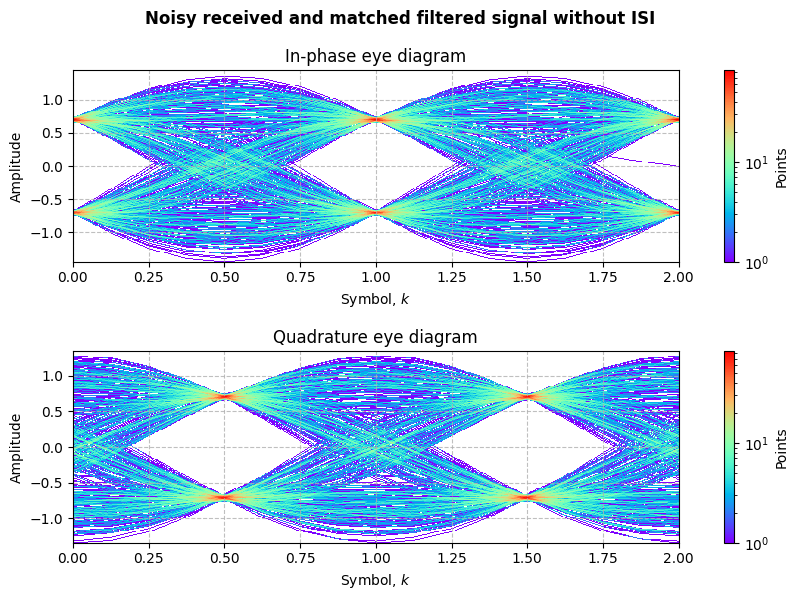 Noisy received and matched filtered signal without ISI
In-phase eye diagram
Amplitude
1.0
0.5
0.0
−0.5
−1.0
0.00 0.25 0.50 0.75 1.00 1.25 1.50 1.75 2.00
Symbol, k
10¹
10⁰
Points
Quadrature eye diagram
Amplitude
1.0
0.5
0.0
−0.5
−1.0
0.00 0.25 0.50 0.75 1.00 1.25 1.50 1.75 2.00
Symbol, k
10¹
10⁰
Points